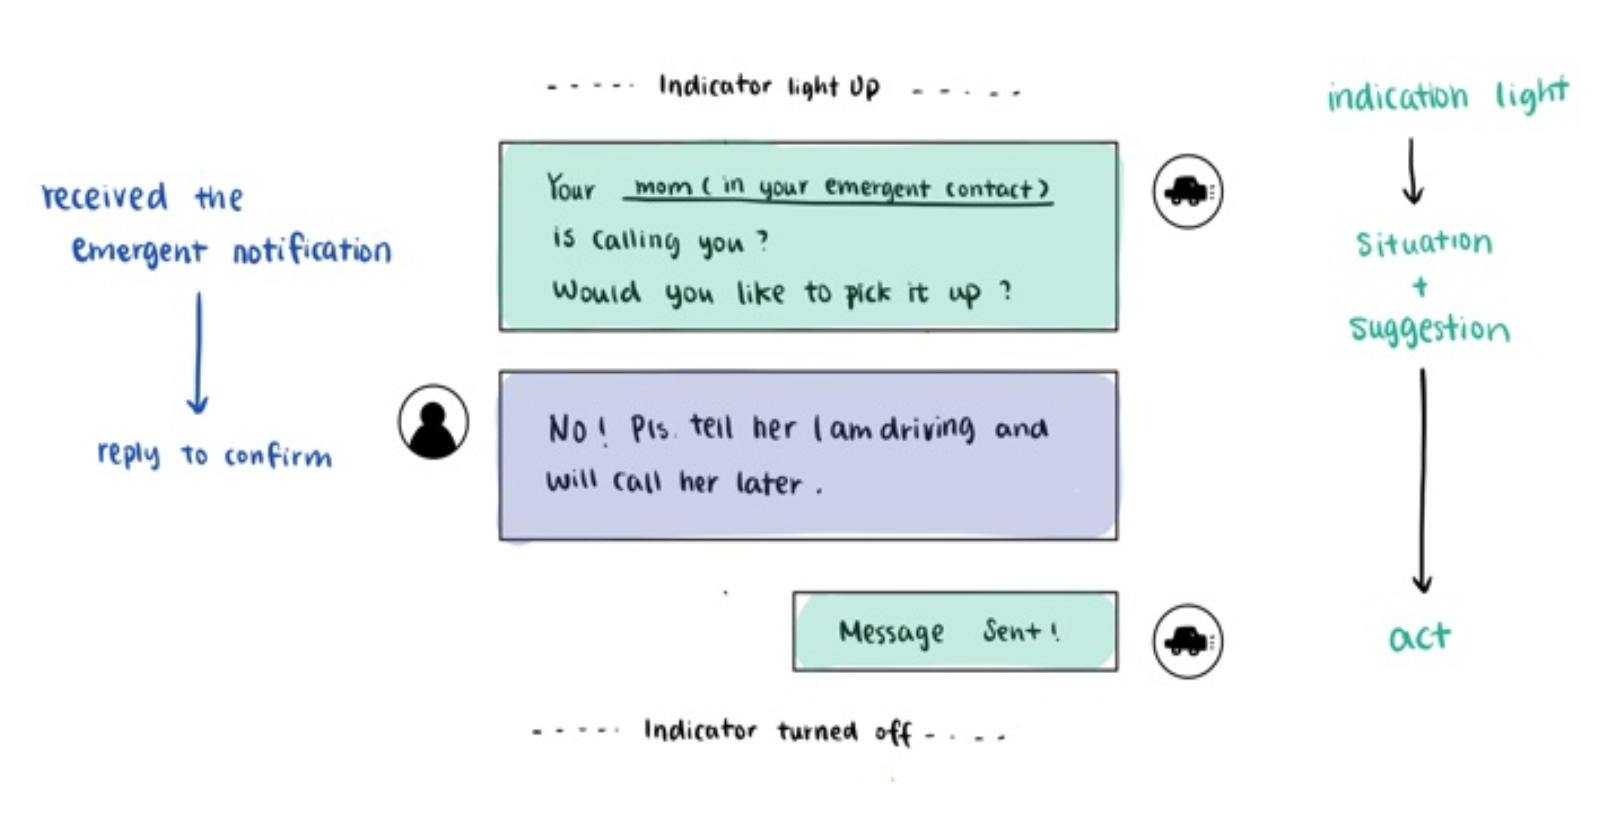 ----- Indicator light Up -----
indication light
received the
emergent notification
Your mom ( in your emergent contact)
is calling you ?
Would you like to pick it up ?
situation
+
suggestion
reply to confirm
No! Pls. tell her I am driving and
will call her later.
Message Sent!
act
----- Indicator turned off -----